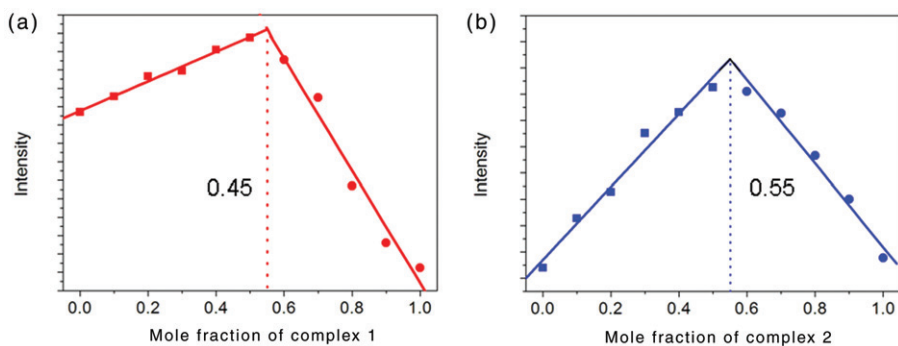 (a)
Intensity
0.45
0.0 0.2 0.4 0.6 0.8 1.0
Mole fraction of complex 1
(b)
Intensity
0.55
0.0 0.2 0.4 0.6 0.8 1.0
Mole fraction of complex 2